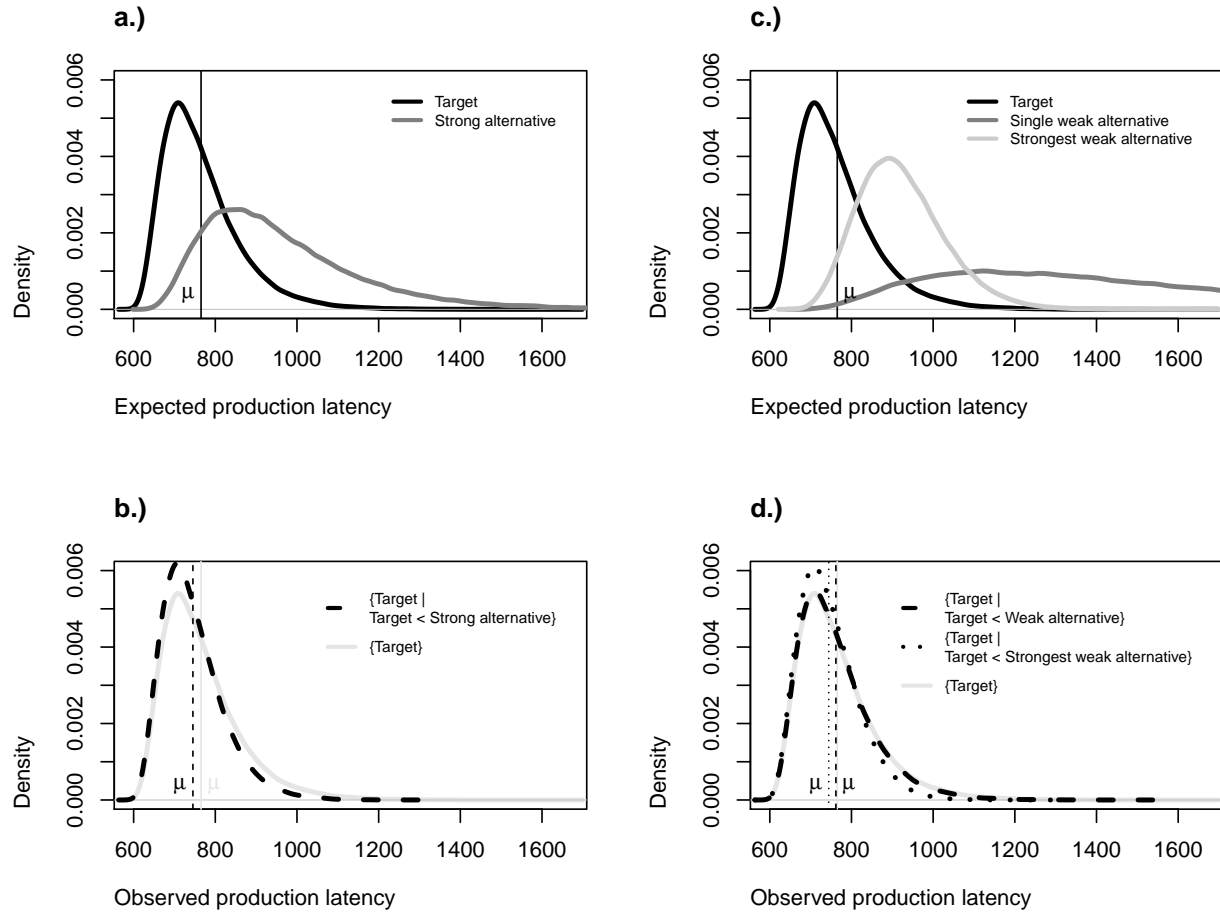 a.)
Density
0.000 0.002 0.004 0.006
Target
Strong alternative
μ
600 800 1000 1200 1400 1600
Expected production latency
c.)
Density
0.000 0.002 0.004 0.006
Target
Single weak alternative
Strongest weak alternative
μ
600 800 1000 1200 1400 1600
Expected production latency
b.)
Density
0.000 0.002 0.004 0.006
{Target |
Target < Strong alternative}
{Target}
μ μ
600 800 1000 1200 1400 1600
Observed production latency
d.)
Density
0.000 0.002 0.004 0.006
{Target |
Target < Weak alternative}
{Target |
Target < Strongest weak alternative}
{Target}
μ μ
600 800 1000 1200 1400 1600
Observed production latency